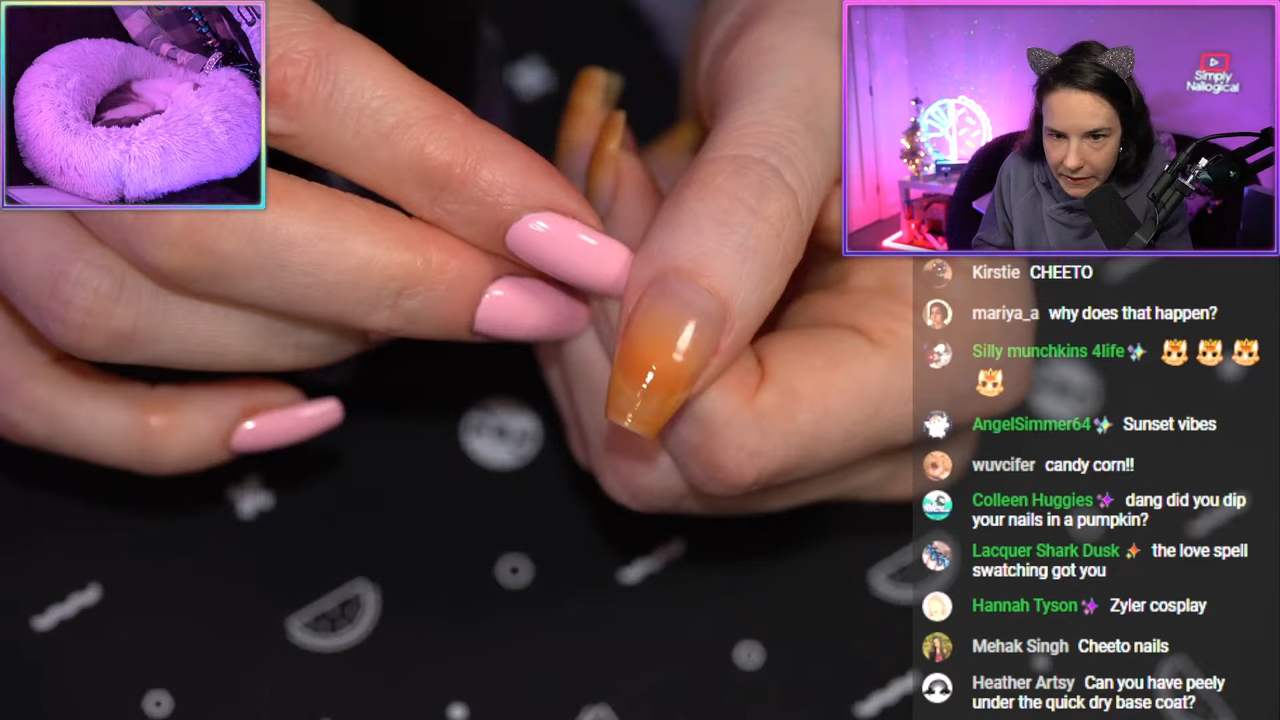 Simply
Nailogical
Kirstie CHEETO
mariya_a why does that happen?
Silly munchkins 4life
AngelSimmer64 Sunset vibes
wuvcifer candy corn!!
Colleen Huggies dang did you dip
your nails in a pumpkin?
Lacquer Shark Dusk the love spell
swatching got you
Hannah Tyson Zyler cosplay
Mehak Singh Cheeto nails
Heather Artsy Can you have peely
under the quick dry base coat?